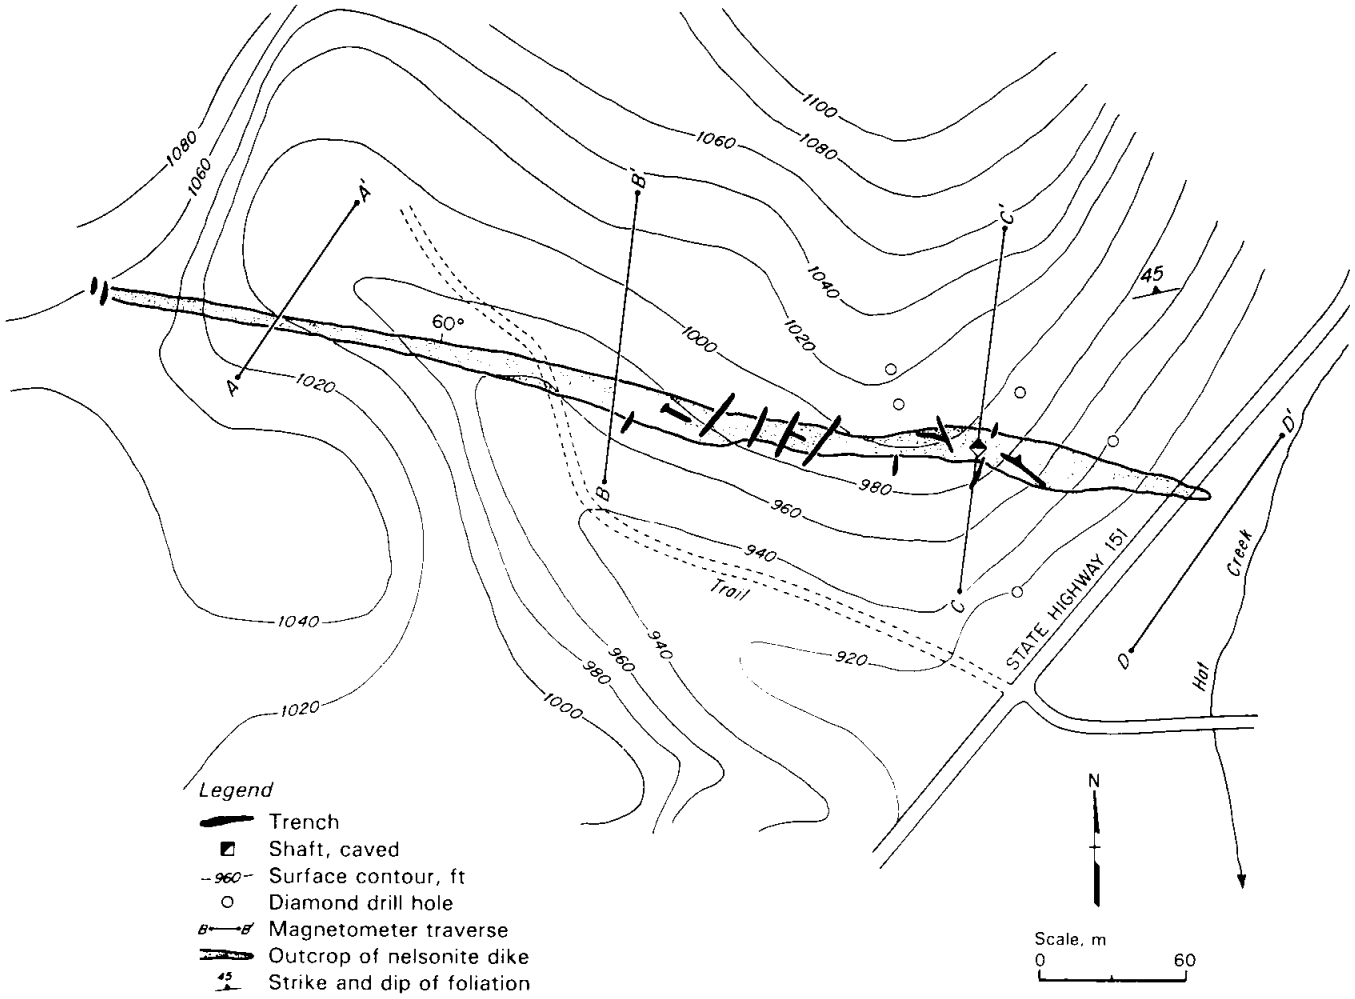 1100
1080
1060
1080
1060
A'
B'
C'
45
1040
1020
1000
60°
A
1020
D'
B
980
960
940
Trail
C
STATE HIGHWAY 151
Creek
Hat
D
920
940
960
980
1000
1040
1020
Legend
Trench
Shaft, caved
-960- Surface contour, ft
Diamond drill hole
B B' Magnetometer traverse
Outcrop of nelsonite dike
45 Strike and dip of foliation
N
Scale, m
0 60